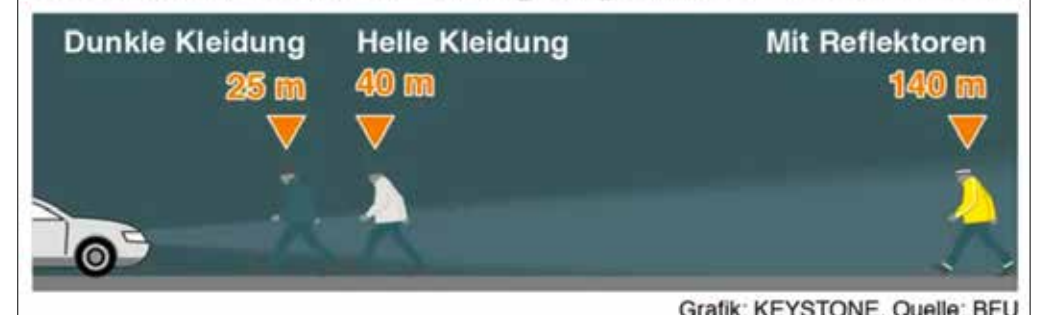 Dunkle Kleidung
25 m
Helle Kleidung
40 m
Mit Reflektoren
140 m
Grafik: KEYSTONE, Quelle: BFU